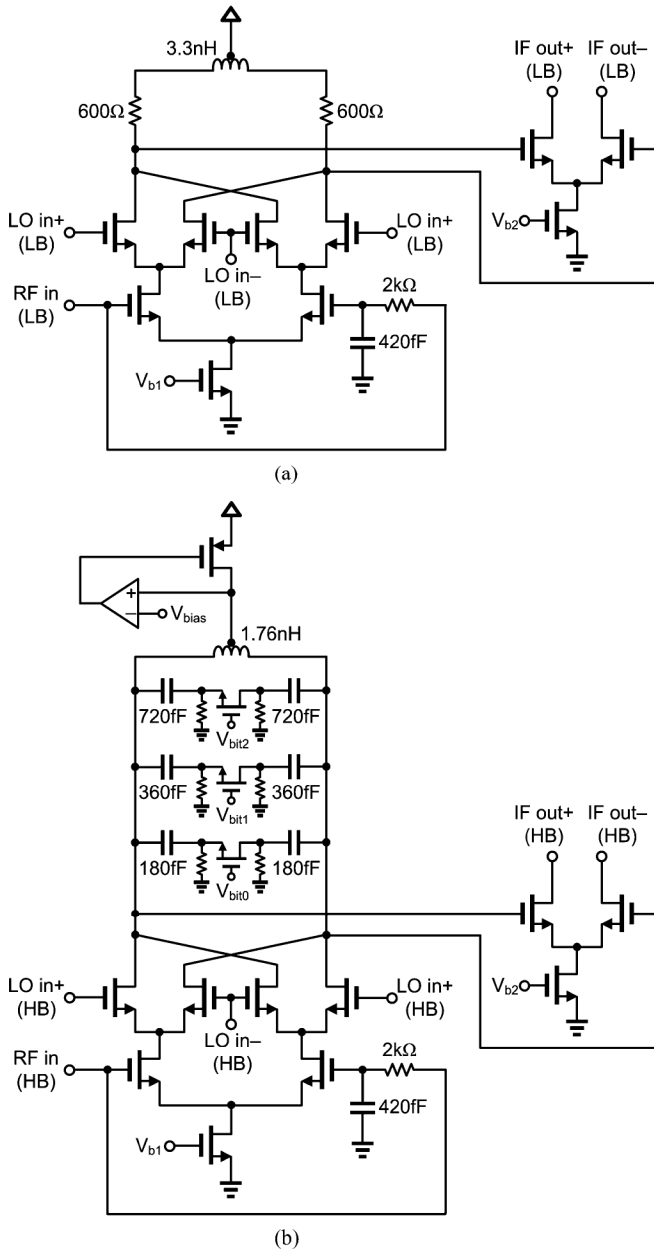 3.3nH
IF out+ IF out–
(LB) (LB)
600Ω 600Ω
LO in+ LO in+
(LB) (LB)
LO in–
(LB)
Vb2
RF in
(LB)
2kΩ
420fF
Vb1
(a)
+
–
Vbias
1.76nH
720fF 720fF
Vbit2
360fF 360fF
Vbit1
IF out+ IF out–
(HB) (HB)
180fF 180fF
Vbit0
LO in+ LO in+
(HB) (HB)
LO in–
(HB)
Vb2
RF in
(HB)
2kΩ
420fF
Vb1
(b)